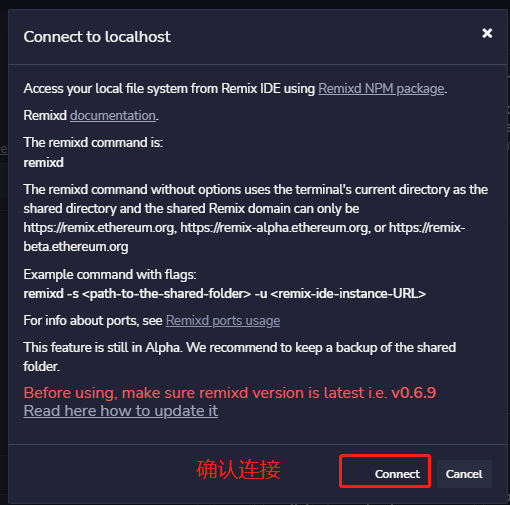 Connect to localhost
Access your local file system from Remix IDE using Remixd NPM package.
Remixd documentation.
The remixd command is:
remixd
The remixd command without options uses the terminal's current directory as the
shared directory and the shared Remix domain can only be
https://remix.ethereum.org, https://remix-alpha.ethereum.org, or https://remix-
beta.ethereum.org
Example command with flags:
remixd -s <path-to-the-shared-folder> -u <remix-ide-instance-URL>
For info about ports, see Remixd ports usage
This feature is still in Alpha. We recommend to keep a backup of the shared
folder.
Before using, make sure remixd version is latest i.e. v0.6.9
Read here how to update it
确认连接 Connect Cancel